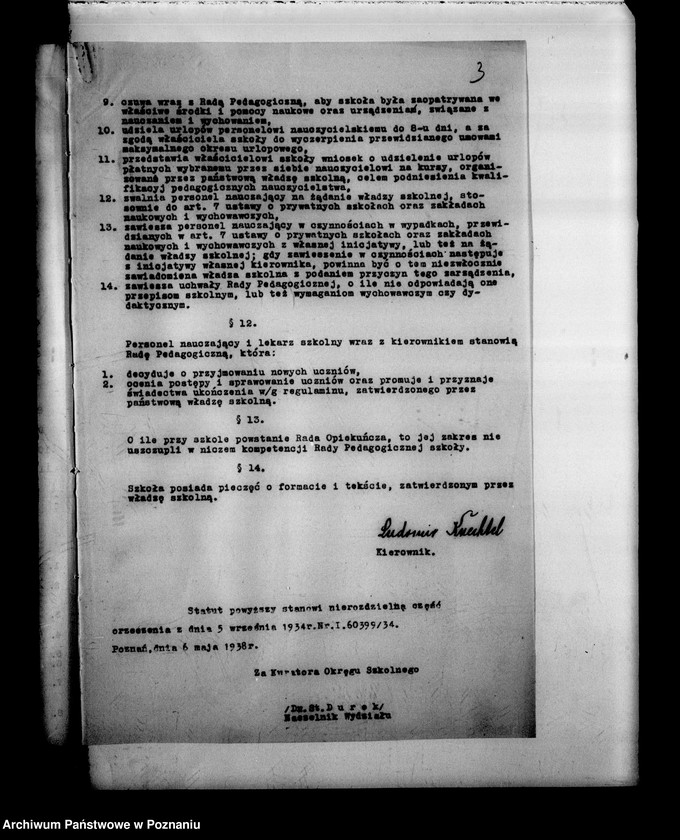 3
9. czuwa wraz z Radą Pedagogiczną, aby szkoła była zaopatrywana we
właściwe środki i pomocy naukowe oraz urządzenia, związane z
nauczaniem i wychowaniem,
10. udziela urlopów personelowi nauczycielskiemu do 8-u dni, a za
zgodą właściciela szkoły do wyczerpienia przewidzianego umowami
maksymalnego okresu urlopowego,
11. przedstawia właścicielowi szkoły wniosek o udzielenie urlopów
płatnych wybranemu przez siebie nauczycielowi na kursy, organi-
zowane przez państwową władzę szkolną, celem podniesienia kwali-
fikacyj pedagogicznych nauczycielstwa,
12. zwalnia personel nauczający na żądanie władzy szkolnej, sto-
sownie do art. 7 ustawy o prywatnych szkołach oraz zakładach
naukowych i wychowawczych,
13. zawiesza personel nauczający w czynnościach w wypadkach, przewi-
dzianych w art. 7 ustawy o prywatnych szkołach oraz zakładach
naukowych i wychowawczych z własnej inicjatywy, lub też na żą-
danie władzy szkolnej; gdy zawieszenie w czynnościach następuje
z inicjatywy własnej kierownika, powinna być o tem niezwłocznie
zawiadomiona władza szkolna z podaniem przyczyn tego zarządzenia,
14. zawiesza uchwały Rady Pedagogicznej, o ile nie odpowiadają one
przepisom szkolnym, lub też wymaganiom wychowawczym czy dy-
daktycznym.
§ 12.
Personel nauczający i lekarz szkolny wraz z kierownikiem stanowią
Radę Pedagogiczną, która:
1. decyduje o przyjmowaniu nowych uczniów,
2. ocenia postępy i sprawowanie uczniów oraz promuje i przyznaje
świadectwa ukończenia w/g regulaminu, zatwierdzonego przez
państwową władzę szkolną.
§ 13.
O ile przy szkole powstanie Rada Opiekuńcza, to jej zakres nie
uszczupli w niczem kompetencji Rady Pedagogicznej szkoły.
§ 14.
Szkoła posiada pieczęć o formacie i tekście, zatwierdzonym przez
władzę szkolną.
Ludomir Knechtel
Kierownik.
Statut powyższy stanowi nierozdzielną część
orzeczenia z dnia 5 września 1934r.Nr.I.60399/34.
Poznań,dnia 6 maja 1938r.
Za Kuratora Okręgu Szkolnego
/Dr.St.D u r e k/
Naczelnik Wydziału
Archiwum Państwowe w Poznaniu